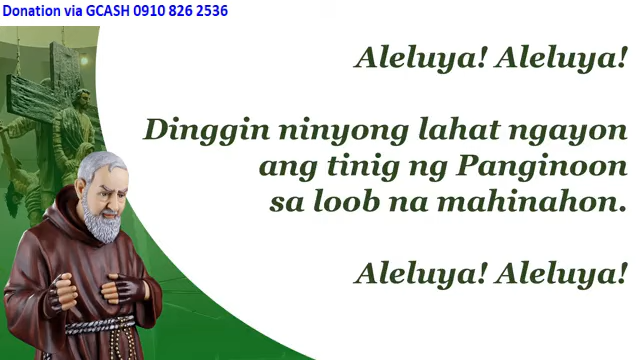 Donation via GCASH 0910 826 2536
Aleluya! Aleluya!
Dinggin ninyong lahat ngayon
ang tinig ng Panginoon
sa loob na mahinahon.
Aleluya! Aleluya!